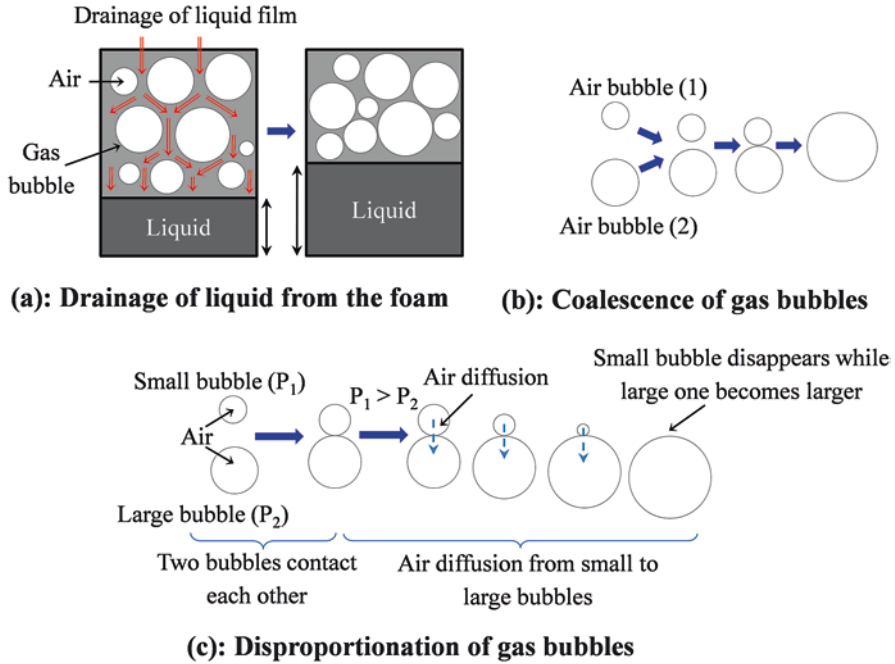 Drainage of liquid film
Air
Gas
bubble
Liquid
Liquid
(a): Drainage of liquid from the foam
Air bubble (1)
Air bubble (2)
(b): Coalescence of gas bubbles
Small bubble (P₁)
Air
Large bubble (P₂)
P₁ > P₂
Air diffusion
Small bubble disappears while
large one becomes larger
Two bubbles contact
each other
Air diffusion from small to
large bubbles
(c): Disproportionation of gas bubbles